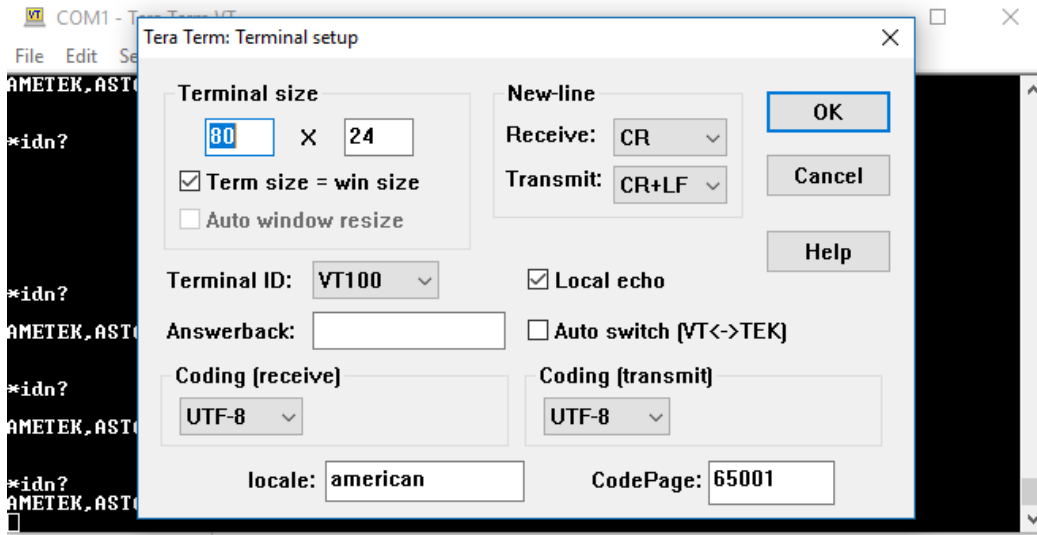 VT COM1 - Tera Term VT
File Edit Se
AMETEK,AST
*idn?
*idn?
AMETEK,AST
*idn?
AMETEK,AST
*idn?
AMETEK,AST
Tera Term: Terminal setup
Terminal size
80 X 24
Term size = win size
Auto window resize
New-line
Receive: CR
Transmit: CR+LF
OK
Cancel
Help
Terminal ID: VT100
Local echo
Answerback:
Auto switch (VT<->TEK)
Coding (receive)
UTF-8
Coding (transmit)
UTF-8
locale: american
CodePage: 65001